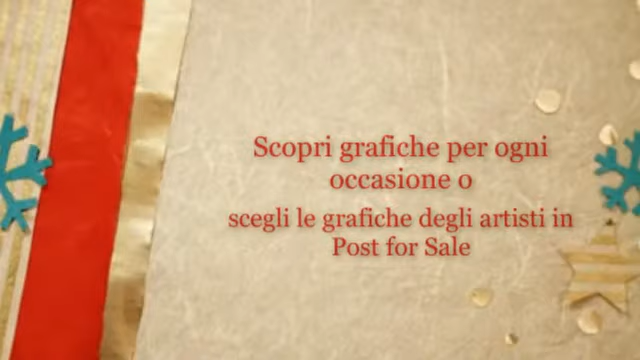 Scopri grafiche per ogni
occasione o
scegli le grafiche degli artisti in
Post for Sale